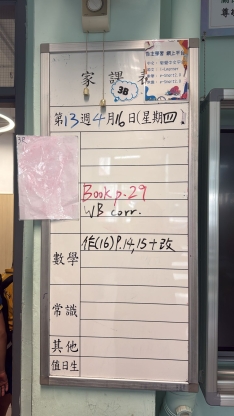 家課表
3B
第13週4月16日(星期四)
Book p.29
WB corr.
數學 作(16)P.14,15+改
常識
其他
值日生